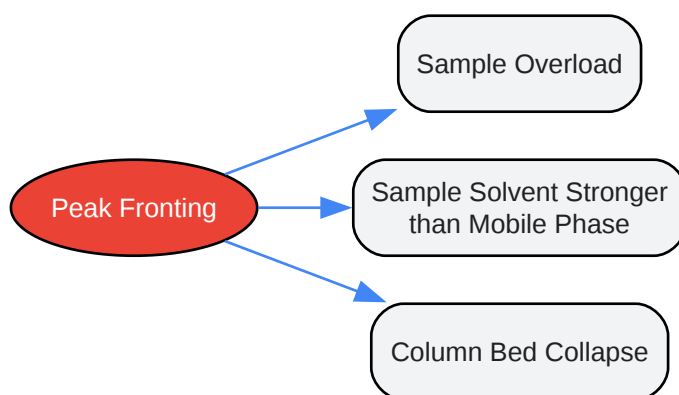 Sample Overload
Peak Fronting
Sample Solvent Stronger
than Mobile Phase
Column Bed Collapse